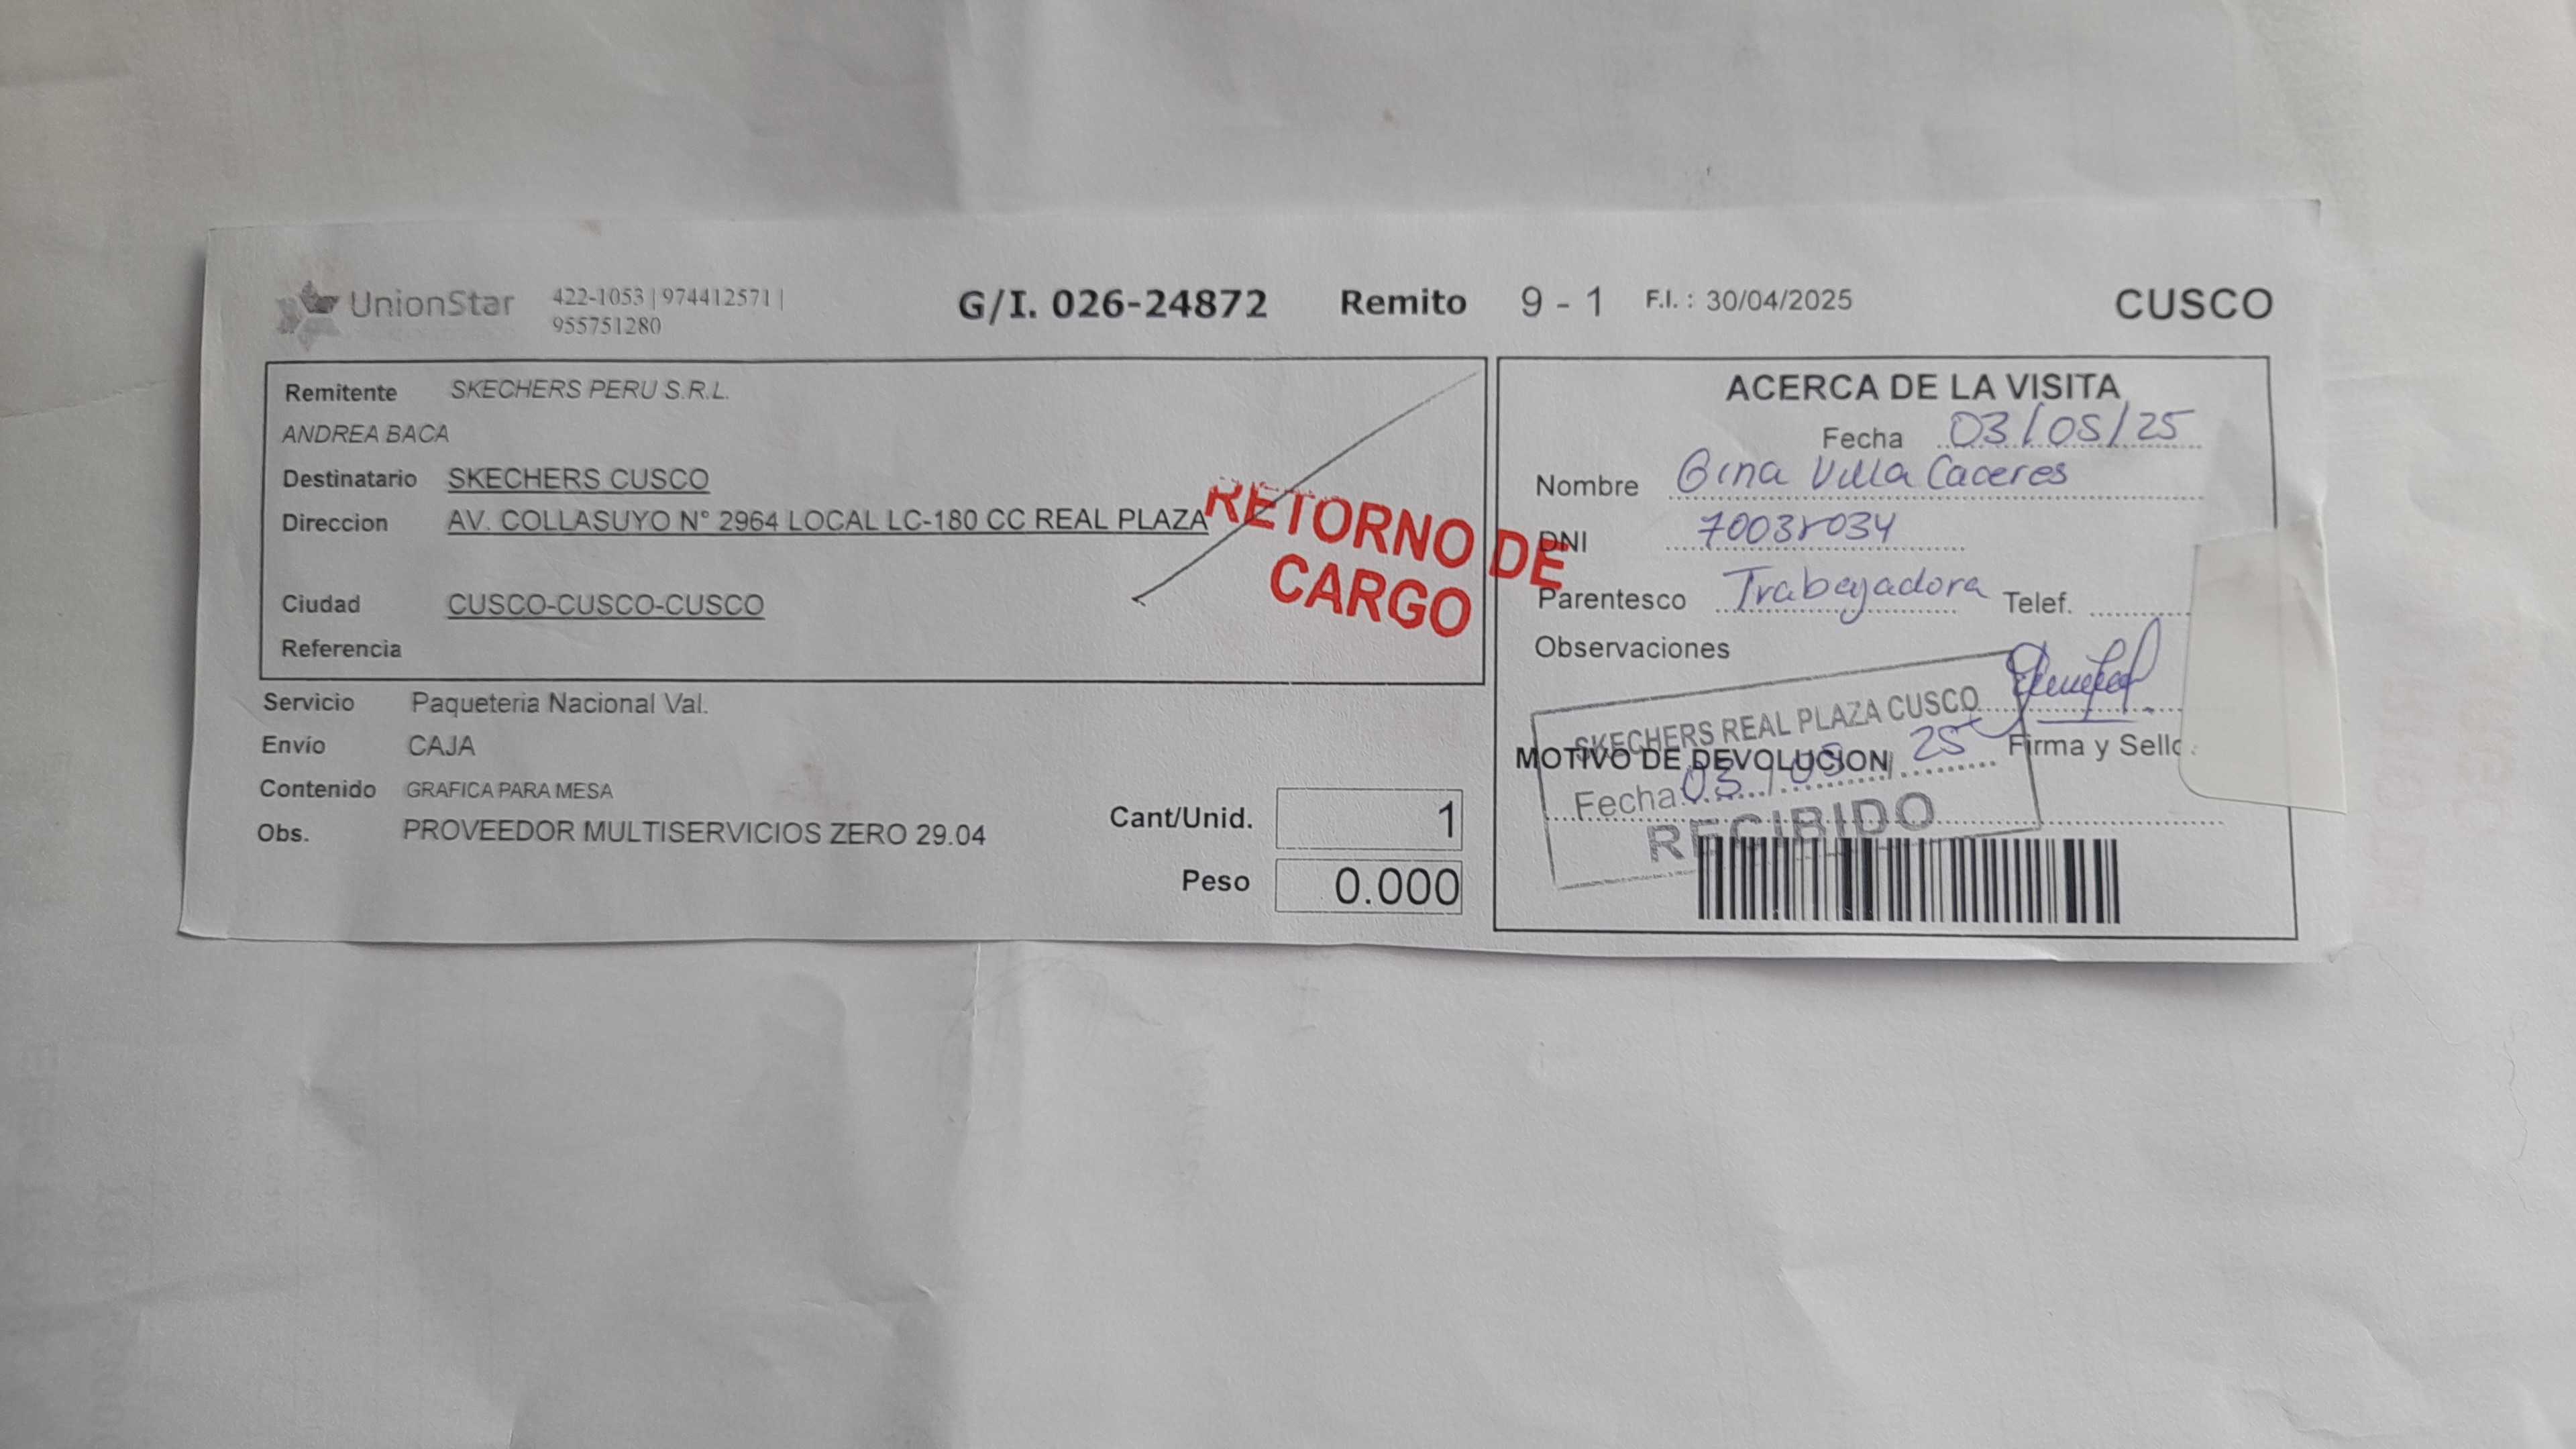 UnionStar 422-1053 | 974412571 |
955751280
G/I. 026-24872 Remito 9 - 1 F.I. : 30/04/2025 CUSCO
Remitente SKECHERS PERU S.R.L.
ANDREA BACA
Destinatario SKECHERS CUSCO
Direccion AV. COLLASUYO N° 2964 LOCAL LC-180 CC REAL PLAZA
Ciudad CUSCO-CUSCO-CUSCO
Referencia
RETORNO DE
CARGO
Servicio Paqueteria Nacional Val.
Envío CAJA
Contenido GRAFICA PARA MESA
Obs. PROVEEDOR MULTISERVICIOS ZERO 29.04
Cant/Unid. 1
Peso 0.000
ACERCA DE LA VISITA
Fecha 03/05/25
Nombre Gina Villa Caceres
DNI
Parentesco Trabajadora Telef.
Observaciones
Firma y Sello
MOTIVO DE DEVOLUCION
SKECHERS REAL PLAZA CUSCO
Fecha 03/05/25
RECIBIDO